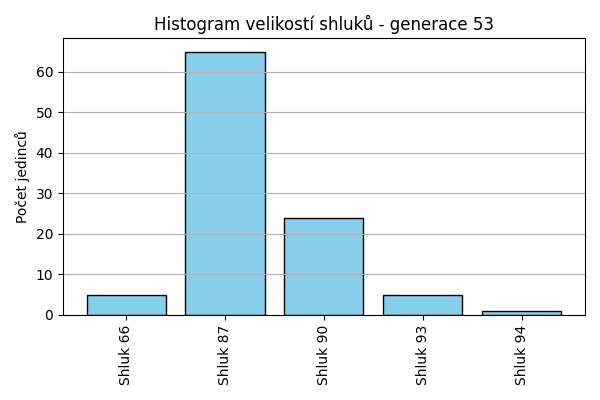 Histogram velikostí shluků - generace 53
Počet jedinců
60
50
40
30
20
10
0
Shluk 66
Shluk 87
Shluk 90
Shluk 93
Shluk 94